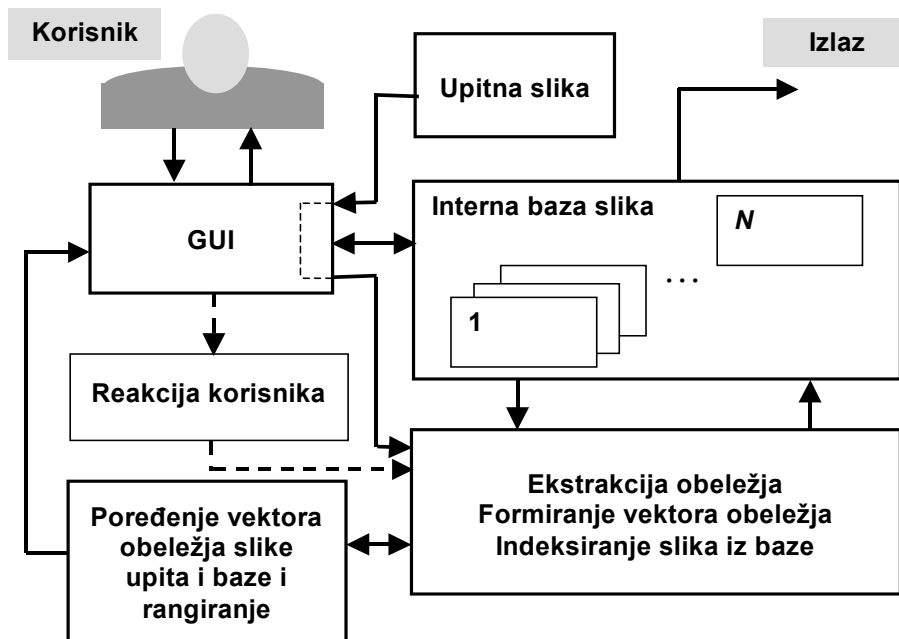 Korisnik
Izlaz
Upitna slika
GUI
Interna baza slika
N
...
1
Reakcija korisnika
Ekstrakcija obeležja
Formiranje vektora obeležja
Indeksiranje slika iz baze
Poređenje vektora
obeležja slike
upita i baze i
rangiranje